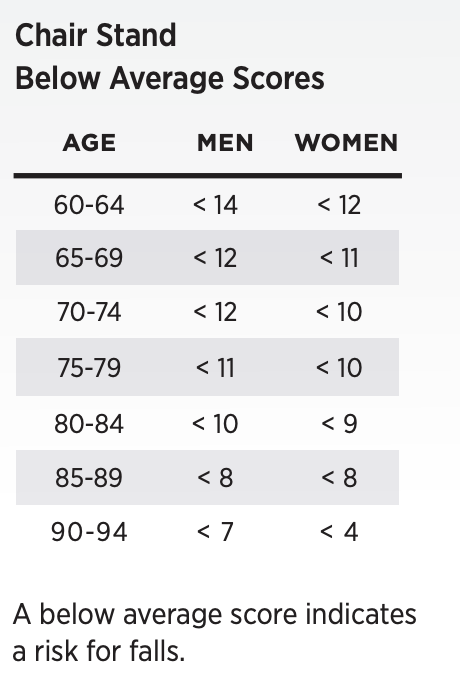 Chair Stand
Below Average Scores
AGE MEN WOMEN
60-64 < 14 < 12
65-69 < 12 < 11
70-74 < 12 < 10
75-79 < 11 < 10
80-84 < 10 < 9
85-89 < 8 < 8
90-94 < 7 < 4
A below average score indicates
a risk for falls.